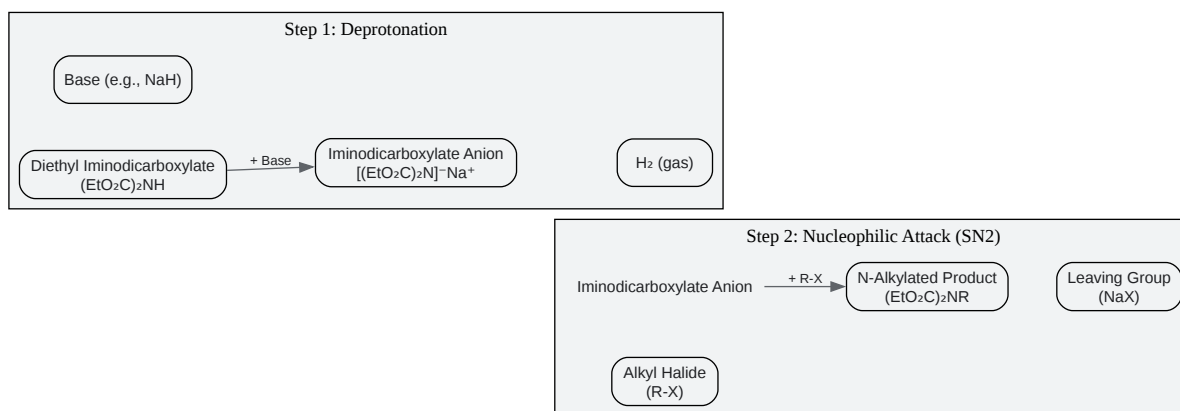 Step 1: Deprotonation
Base (e.g., NaH)
Diethyl Iminodicarboxylate
(EtO₂C)₂NH
+ Base
Iminodicarboxylate Anion
[(EtO₂C)₂N]⁻Na⁺
H₂ (gas)
Step 2: Nucleophilic Attack (SN2)
Iminodicarboxylate Anion
+ R-X
N-Alkylated Product
(EtO₂C)₂NR
Leaving Group
(NaX)
Alkyl Halide
(R-X)